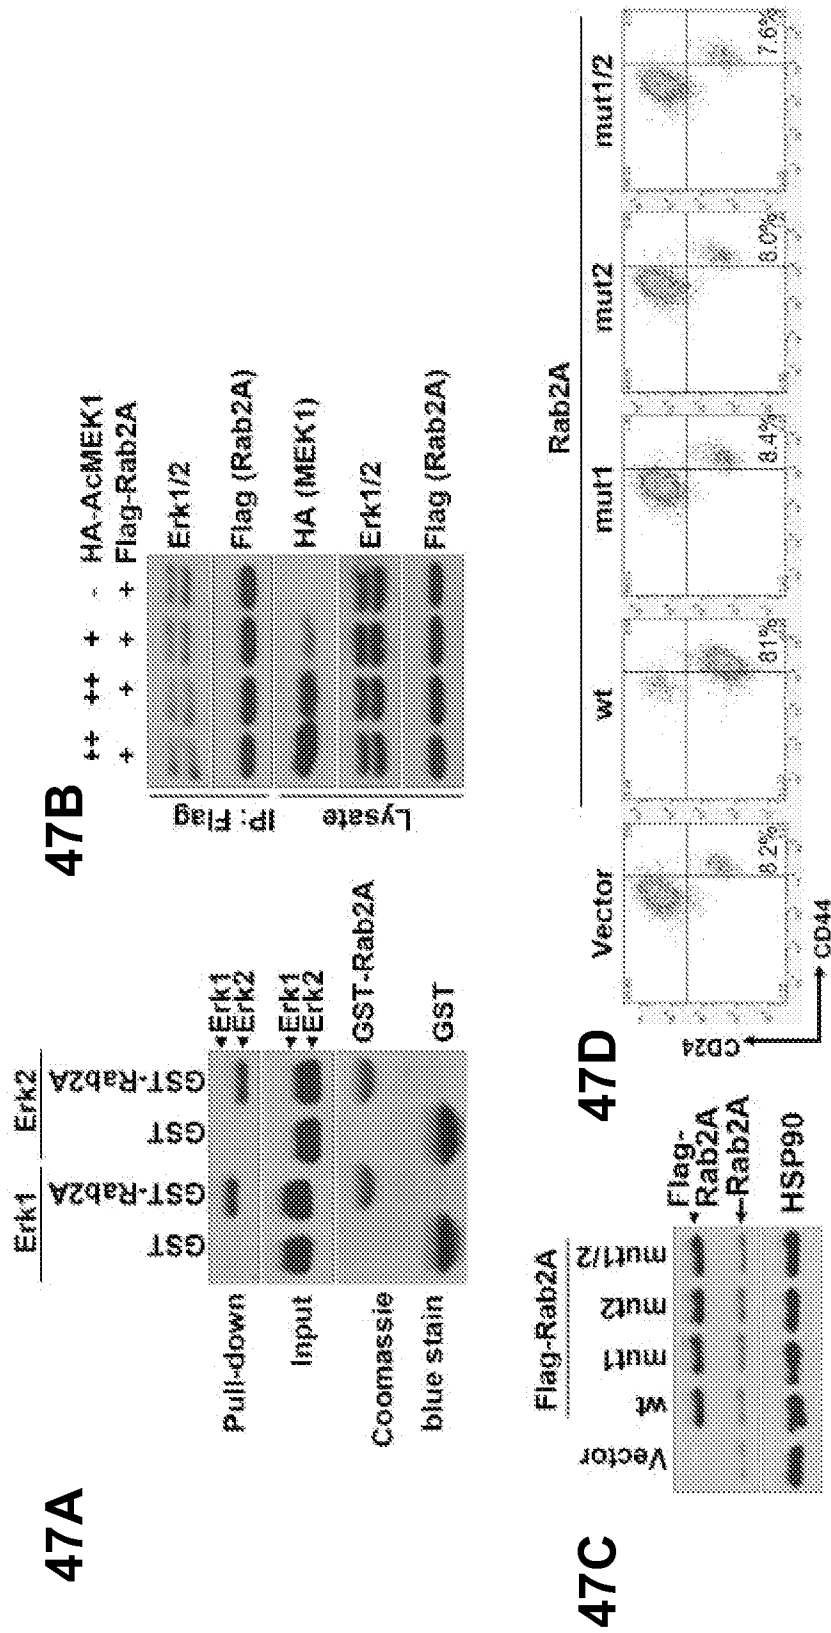 47A
Erk1
Erk2
GST
GST-Rab2A
GST
GST-Rab2A
Pull-down
Erk1
Erk2
Input
Erk1
Erk2
Coomassie
blue stain
GST-Rab2A
GST
47B
++ ++ + - HA-AcMEK1
+ + + + Flag-Rab2A
IP: Flag
Erk1/2
Flag (Rab2A)
Lysate
HA (MEK1)
Erk1/2
Flag (Rab2A)
47C
Flag-Rab2A
Vector
wt
mut1
mut2
mut1/2
Flag-
Rab2A
Rab2A
HSP90
47D
Rab2A
Vector
wt
mut1
mut2
mut1/2
8.2%
81%
8.4%
8.0%
7.6%
CD24
CD44